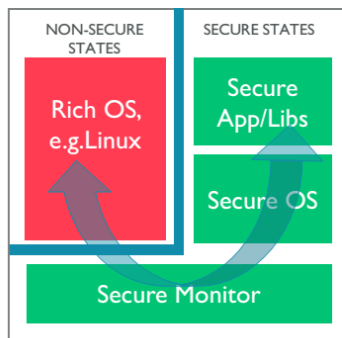 NON-SECURE
STATES
SECURE STATES
Rich OS,
e.g.Linux
Secure
App/Libs
Secure OS
Secure Monitor